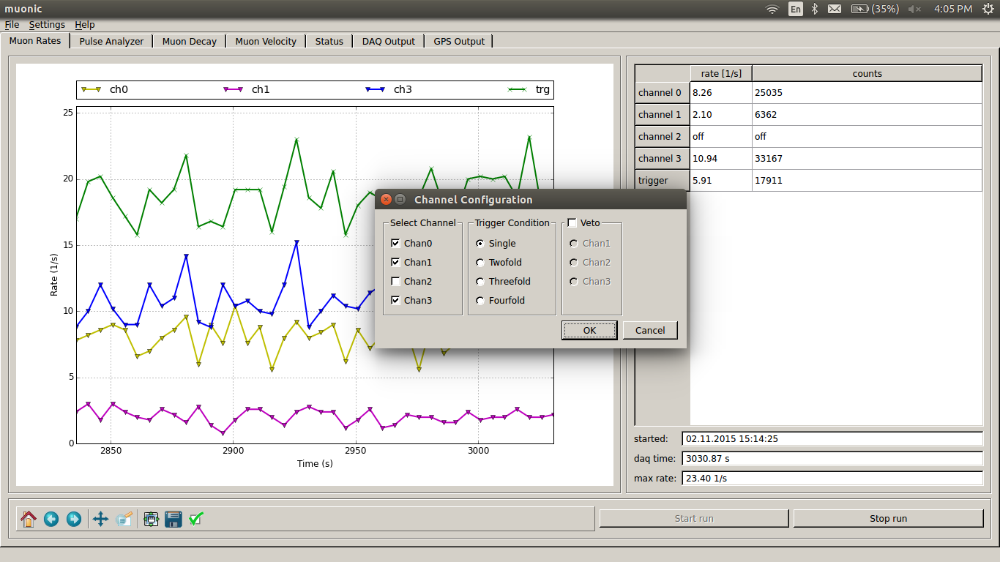 muonic
En (35%) 4:05 PM
File Settings Help
Muon Rates Pulse Analyzer Muon Decay Muon Velocity Status DAQ Output GPS Output
ch0 ch1 ch3 trg
25
20
15
10
5
0
2850 2900 2950 3000
Rate (1/s)
Time (s)
rate [1/s] counts
channel 0 8.26 25035
channel 1 2.10 6362
channel 2 off off
channel 3 10.94 33167
trigger 5.91 17911
Channel Configuration
Select Channel Trigger Condition Veto
Chan0 Single Chan1
Chan1 Twofold Chan2
Chan2 Threefold Chan3
Chan3 Fourfold
OK Cancel
started: 02.11.2015 15:14:25
daq time: 3030.87 s
max rate: 23.40 1/s
Start run Stop run